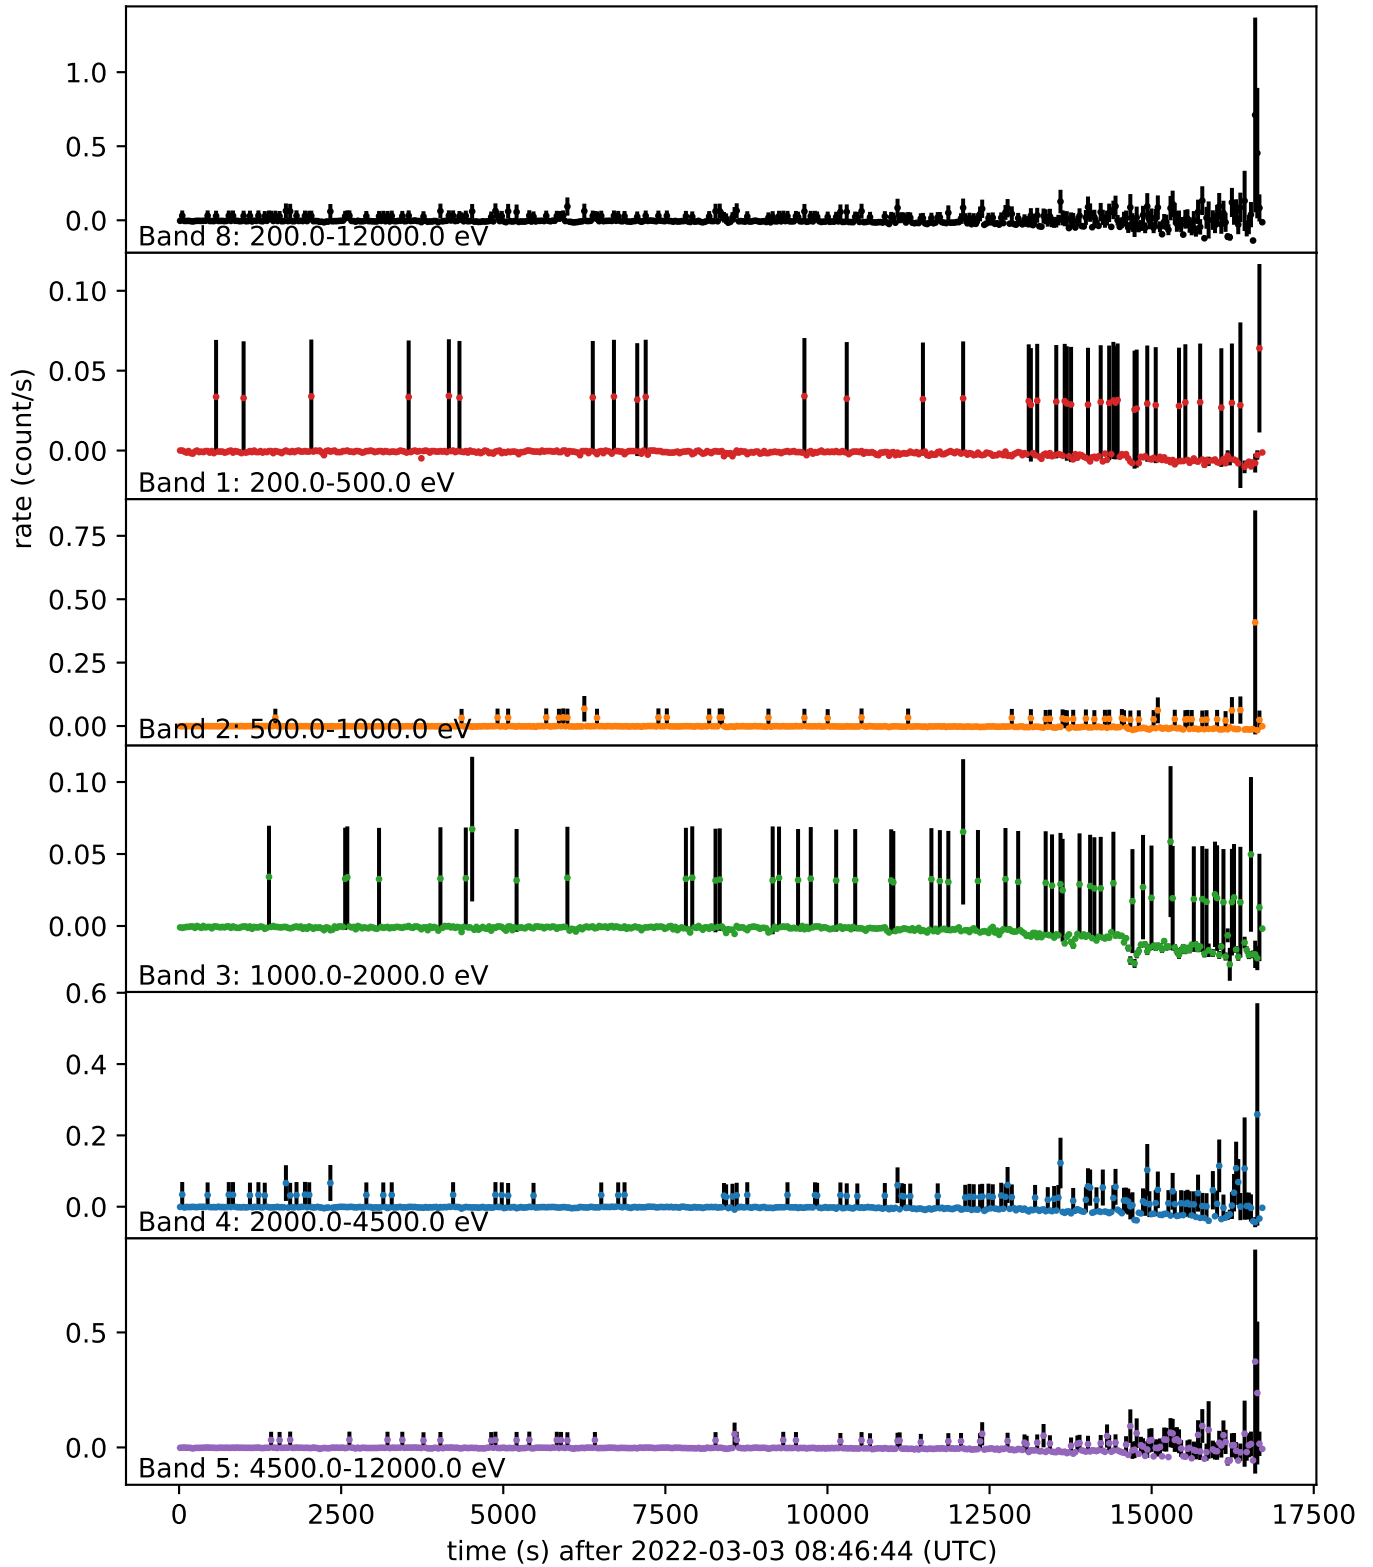 1.0
0.5
0.0
Band 8: 200.0-12000.0 eV
0.10
0.05
0.00
Band 1: 200.0-500.0 eV
rate (count/s)
0.75
0.50
0.25
0.00
Band 2: 500.0-1000.0 eV
0.10
0.05
0.00
Band 3: 1000.0-2000.0 eV
0.6
0.4
0.2
0.0
Band 4: 2000.0-4500.0 eV
0.5
0.0
Band 5: 4500.0-12000.0 eV
0 2500 5000 7500 10000 12500 15000 17500
time (s) after 2022-03-03 08:46:44 (UTC)